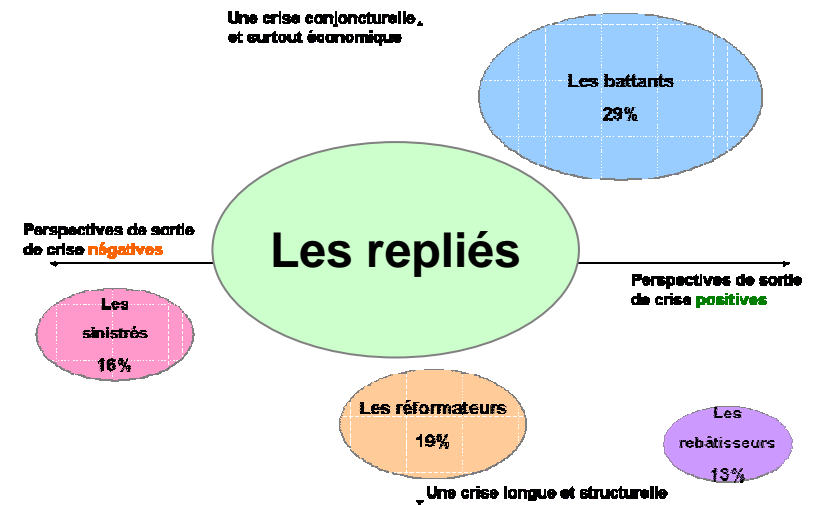 Une crise conjoncturelle
et surtout économique
Les battants
29%
Les repliés
Perspectives de sortie
de crise négatives
Perspectives de sortie
de crise positives
Les
sinistrés
16%
Les réformateurs
19%
Les
rebâtisseurs
13%
Une crise longue et structurelle